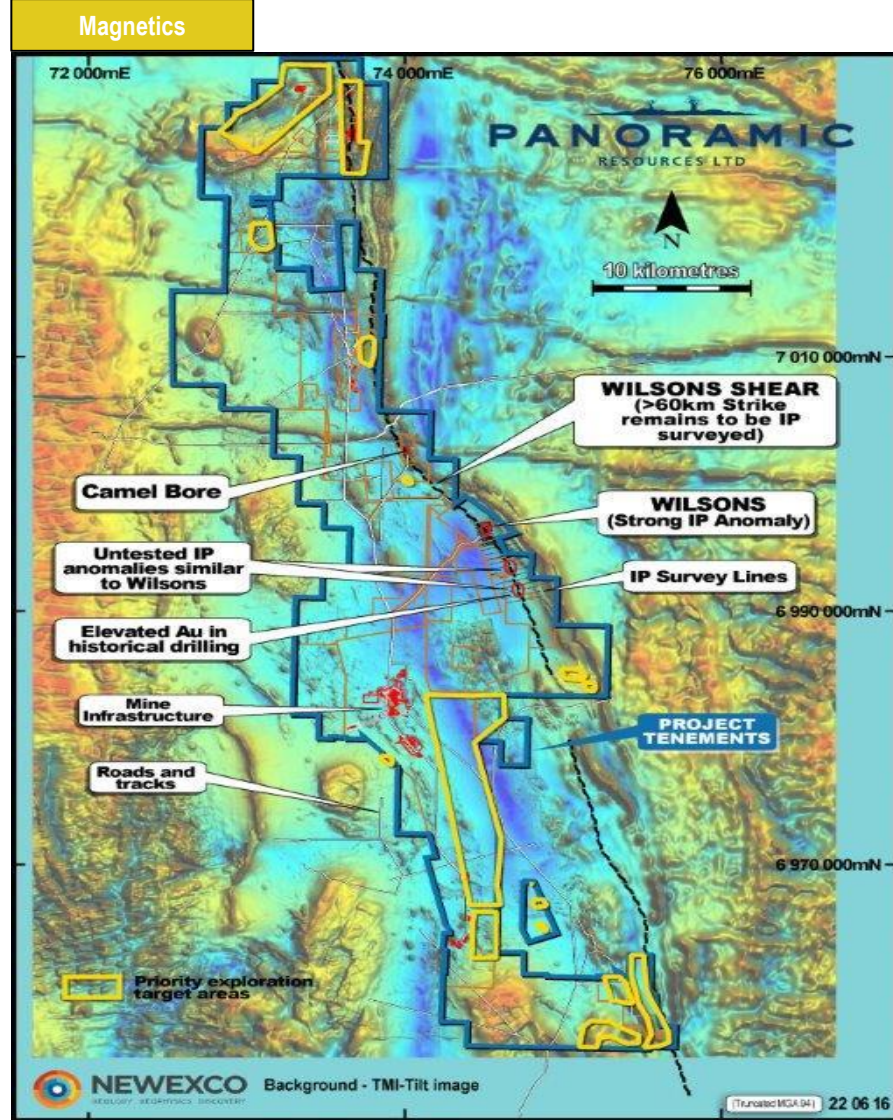 Magnetics
72 000mE
74 000mE
76 000mE
PANORAMIC
RESOURCES LTD
N
10 kilometres
7 010 000mN
WILSONS SHEAR
(>60km Strike
remains to be IP
surveyed)
Camel Bore
WILSONS
(Strong IP Anomaly)
Untested IP
anomalies similar
to Wilsons
IP Survey Lines
6 990 000mN
Elevated Au in
historical drilling
Mine
Infrastructure
PROJECT
TENEMENTS
Roads and
tracks
6 970 000mN
Priority exploration
target areas
NEWEXCO
GEOLOGY GEOPHYSICS DISCOVERY
Background - TMI-Tilt image
(Truncated MGA 94)
22 06 16